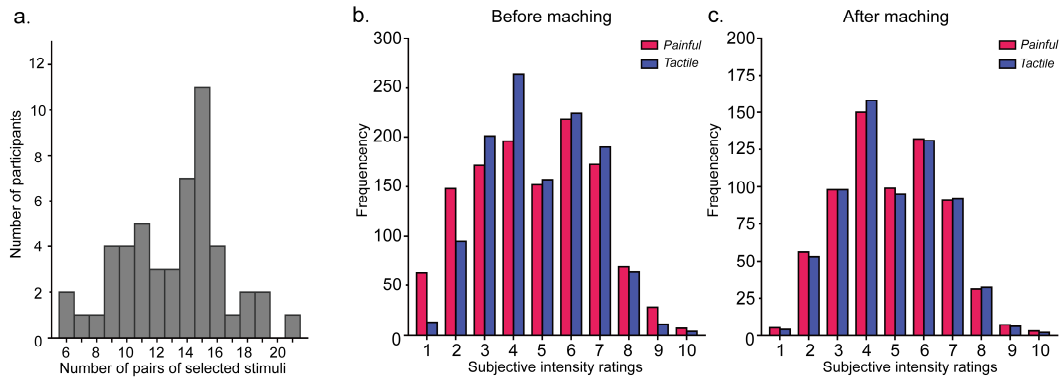 a.
Number of participants
12
10
8
6
4
2
0
6 8 10 12 14 16 18 20
Number of pairs of selected stimuli
b.
Before maching
Painful
Tactile
Frequencency
300
250
200
150
100
50
0
1 2 3 4 5 6 7 8 9 10
Subjective intensity ratings
c.
After maching
Painful
Tactile
Frequencency
200
175
150
125
100
75
50
25
0
1 2 3 4 5 6 7 8 9 10
Subjective intensity ratings